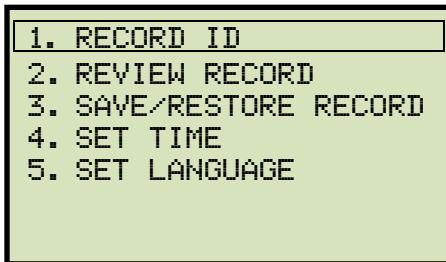 1. RECORD ID
2. REVIEW RECORD
3. SAVE/RESTORE RECORD
4. SET TIME
5. SET LANGUAGE